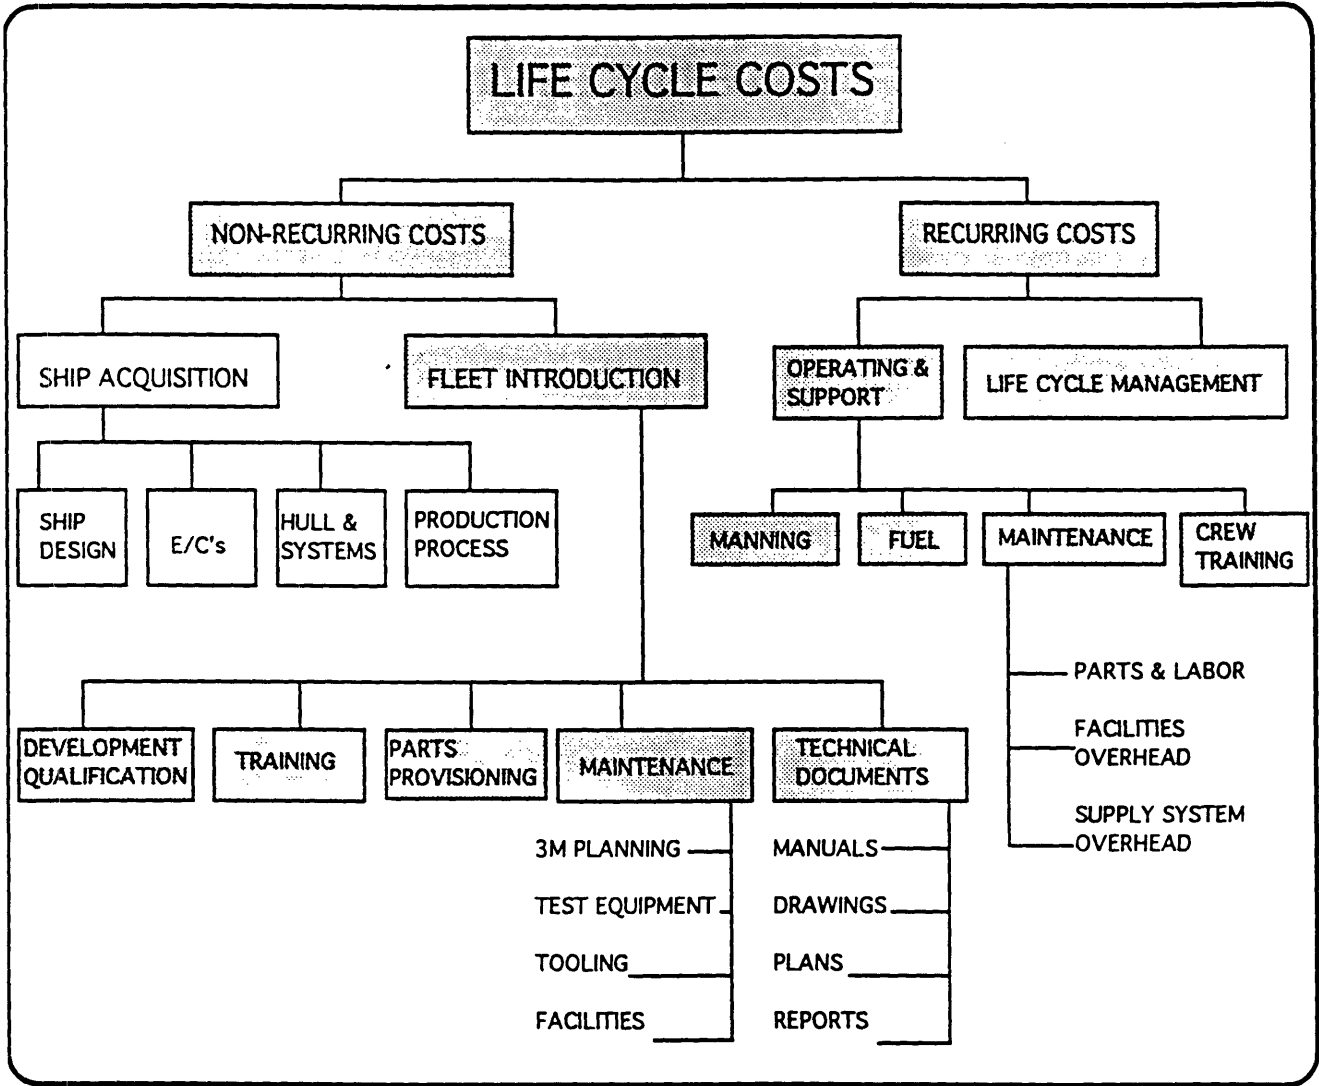 LIFE CYCLE COSTS
NON-RECURRING COSTS
RECURRING COSTS
SHIP ACQUISITION
FLEET INTRODUCTION
OPERATING &
SUPPORT
LIFE CYCLE MANAGEMENT
SHIP
DESIGN
E/C's
HULL &
SYSTEMS
PRODUCTION
PROCESS
MANNING
FUEL
MAINTENANCE
CREW
TRAINING
PARTS & LABOR
FACILITIES
OVERHEAD
SUPPLY SYSTEM
OVERHEAD
DEVELOPMENT
QUALIFICATION
TRAINING
PARTS
PROVISIONING
MAINTENANCE
TECHNICAL
DOCUMENTS
3M PLANNING
TEST EQUIPMENT
TOOLING
FACILITIES
MANUALS
DRAWINGS
PLANS
REPORTS